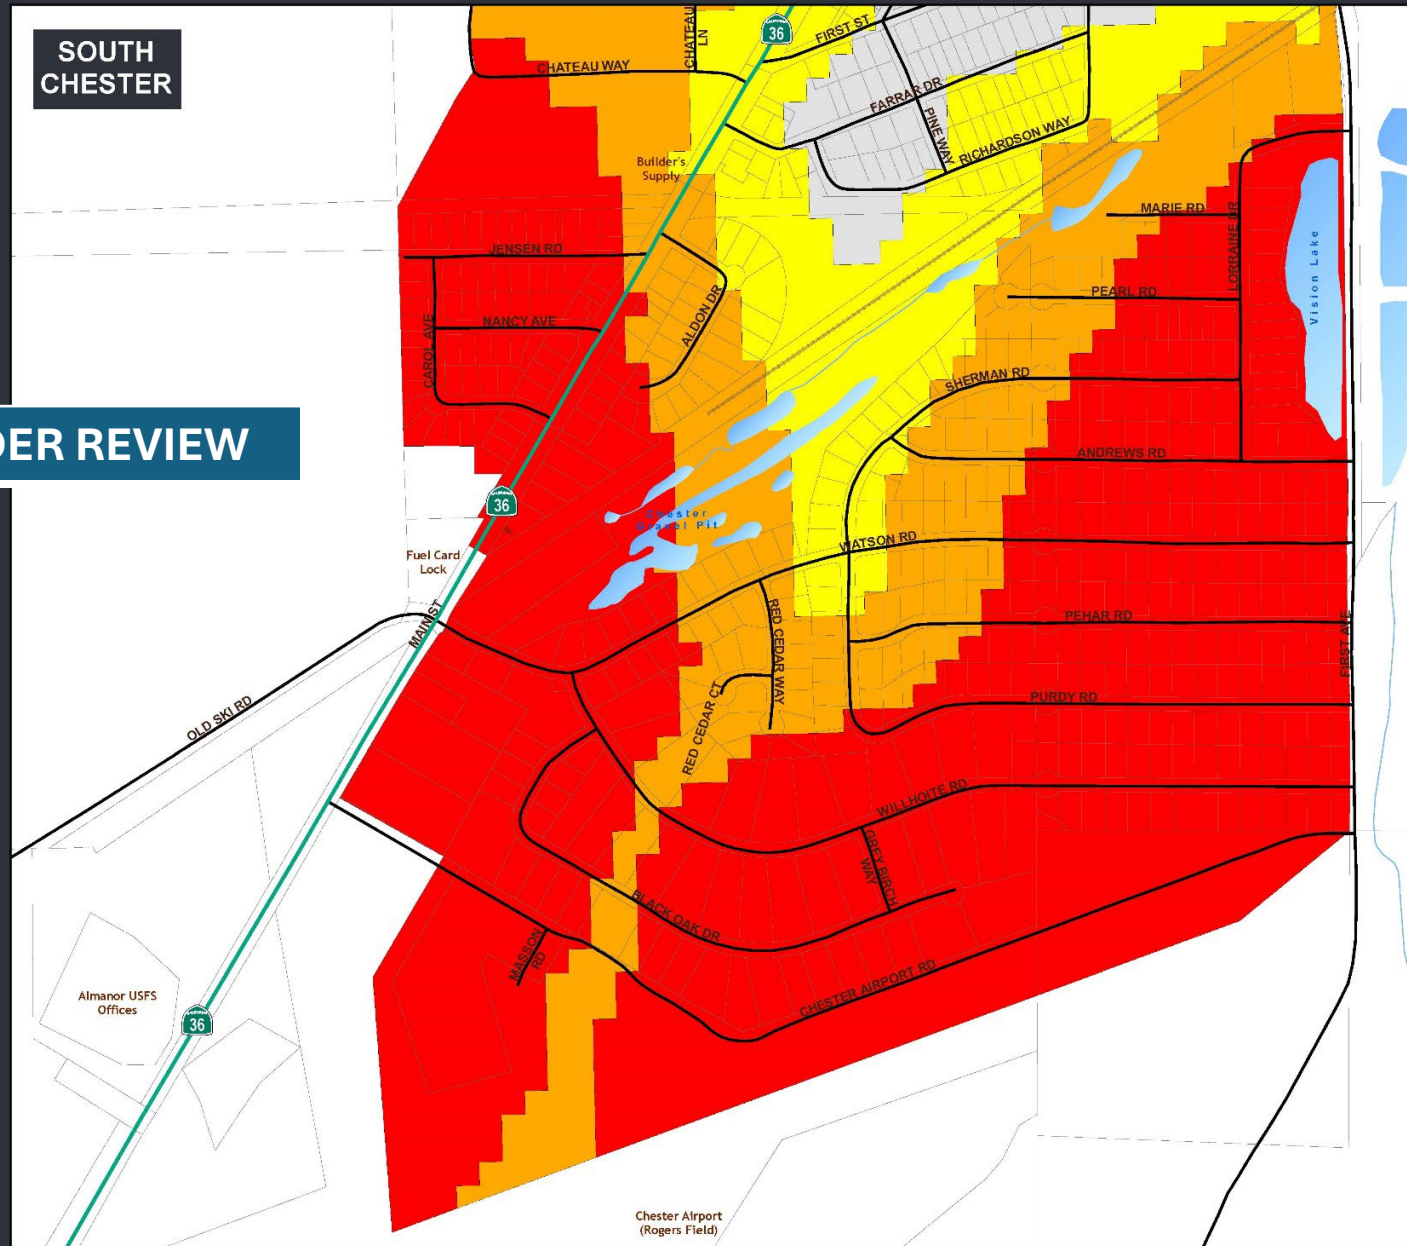 SOUTH
CHESTER
CHATEAU
LN
36
FIRST ST
CHATEAU WAY
FARRAR DR
PINE WAY
RICHARDSON WAY
Builder's
Supply
MARIE RD
LORRAINE DR
JENSEN RD
Vision Lake
PEARL RD
ALDON DR
NANCY AVE
CAROL AVE
SHERMAN RD
DER REVIEW
ANDREWS RD
36
Chester
Gravel Pit
WATSON RD
Fuel Card
Lock
MAIN ST
RED CEDAR WAY
PEHAR RD
FIRST AVE
OLD SKI RD
RED CEDAR CT
PURDY RD
WILLHOITE RD
GREY BIRCH
WAY
BLACK OAK DR
MASSON
RD
CHESTER AIRPORT RD
Almanor USFS
Offices
36
Chester Airport
(Rogers Field)